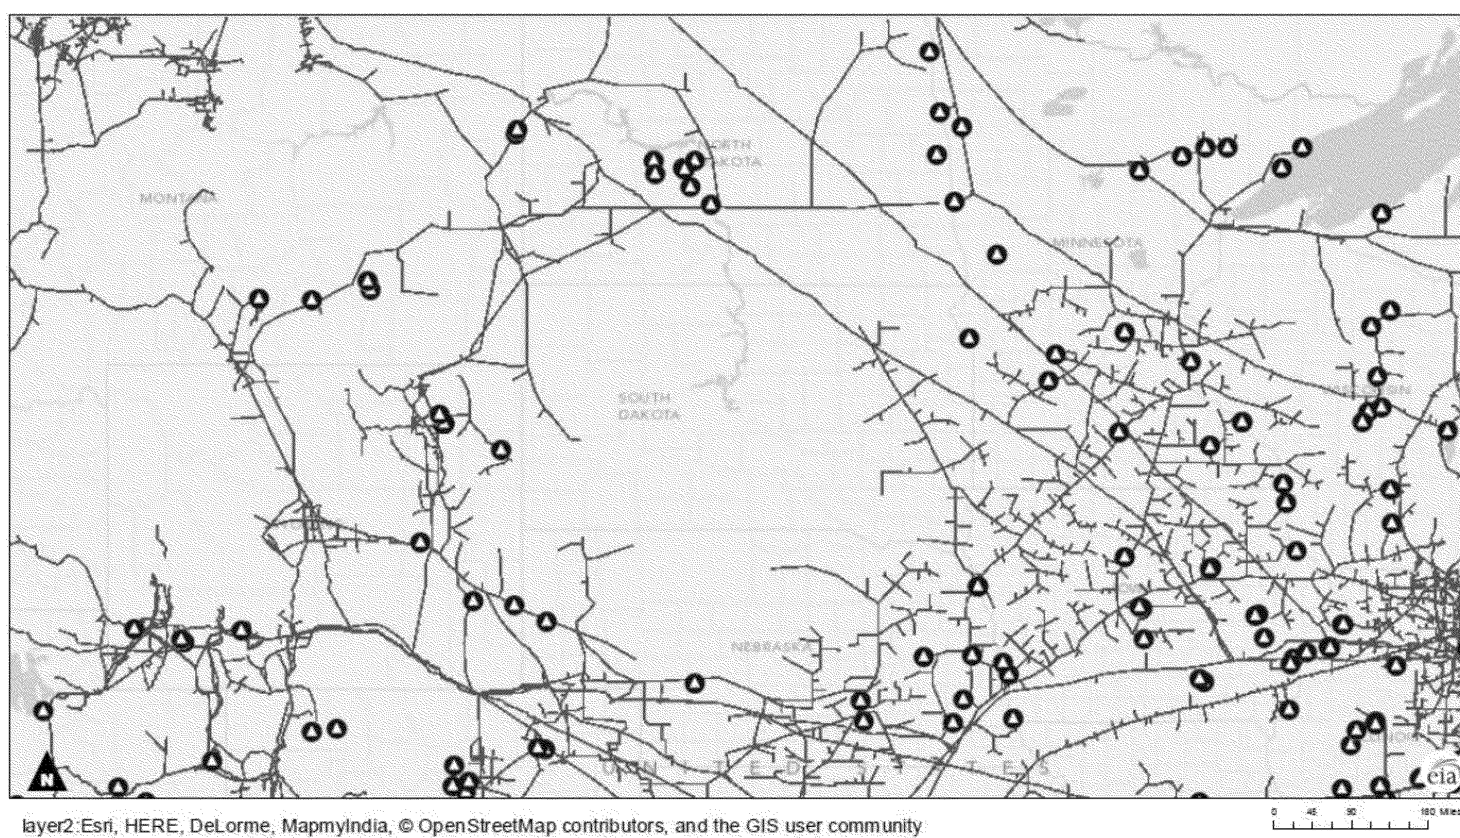 NORTH
DAKOTA
MONTANA
MINNESOTA
SOUTH
DAKOTA
NEBRASKA
UNITED STATES
N
eia
0 45 90 180 Miles
layer2:Esri, HERE, DeLorme, MapmyIndia, © OpenStreetMap contributors, and the GIS user community